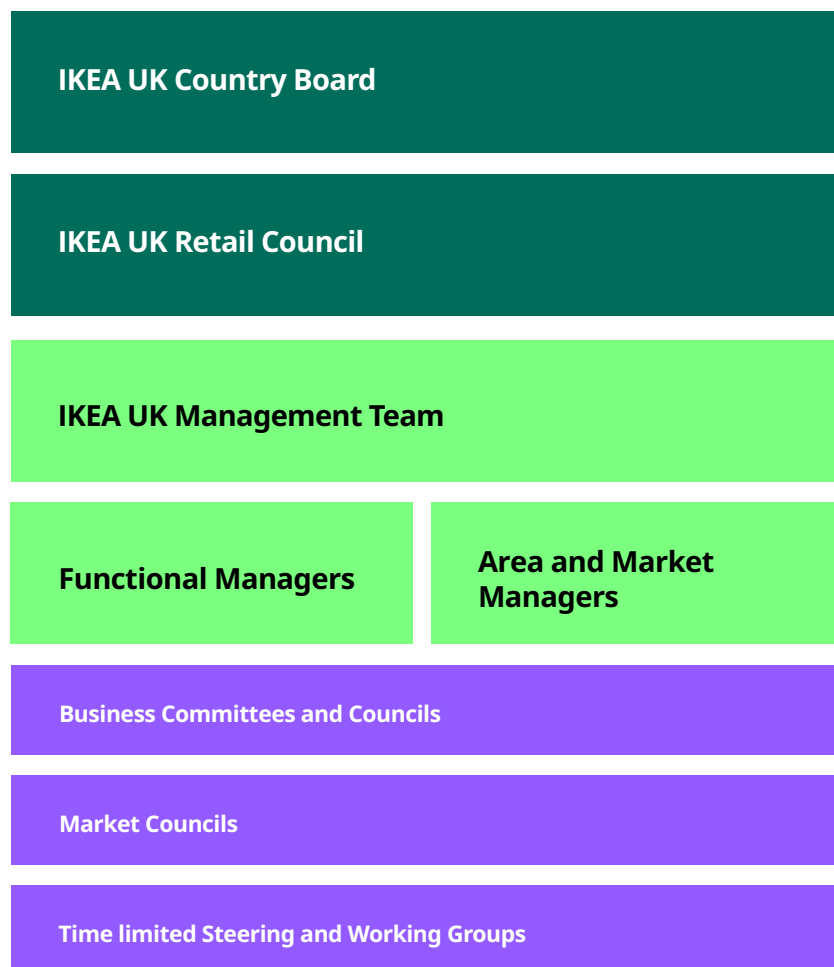 IKEA UK Country Board
IKEA UK Retail Council
IKEA UK Management Team
Functional Managers
Area and Market
Managers
Business Committees and Councils
Market Councils
Time limited Steering and Working Groups